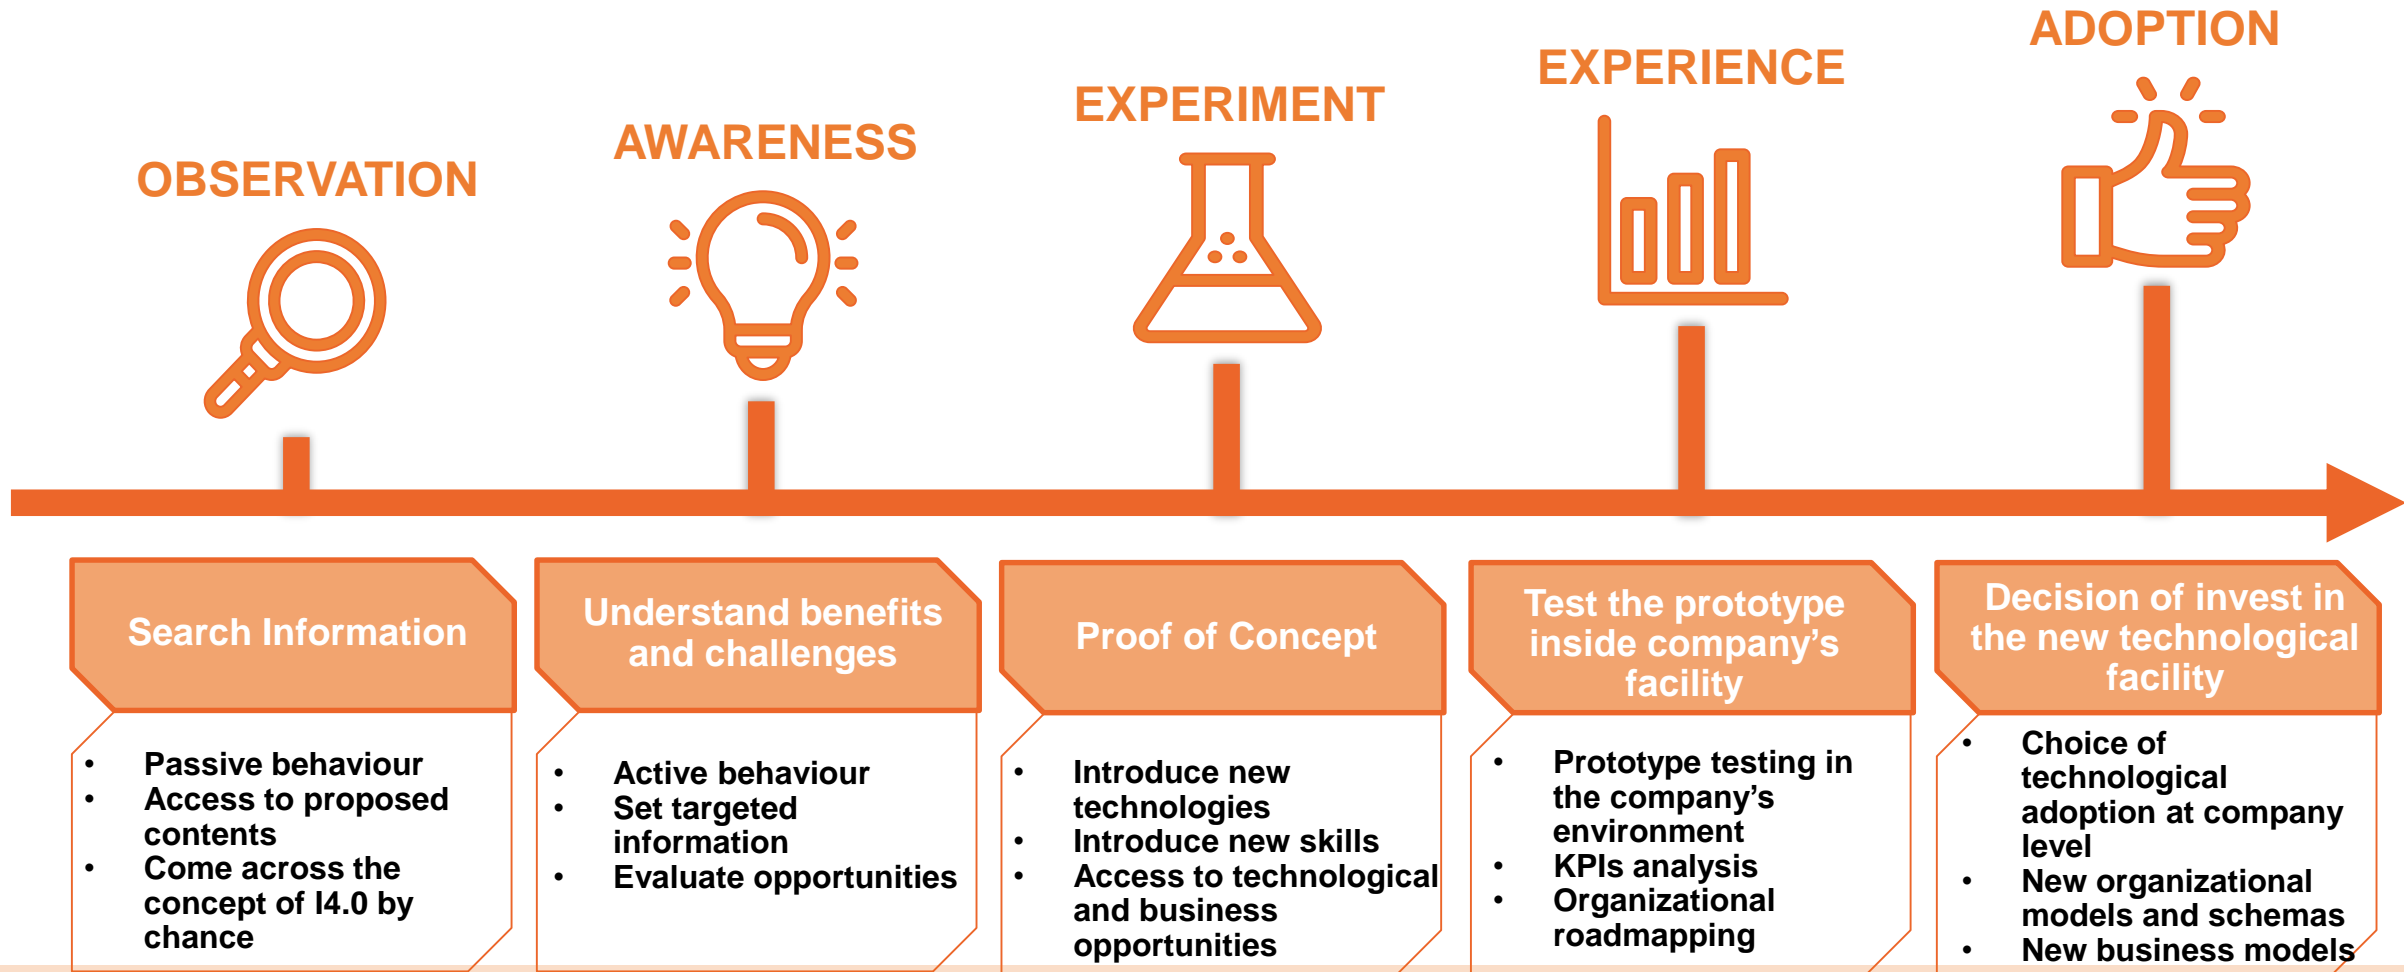 OBSERVATION
AWARENESS
EXPERIMENT
EXPERIENCE
ADOPTION
Search Information
• Passive behaviour
• Access to proposed
contents
• Come across the
concept of I4.0 by
chance
Understand benefits
and challenges
• Active behaviour
• Set targeted
information
• Evaluate opportunities
Proof of Concept
• Introduce new
technologies
• Introduce new skills
• Access to technological
and business
opportunities
Test the prototype
inside company's
facility
• Prototype testing in
the company's
environment
• KPIs analysis
• Organizational
roadmapping
Decision of invest in
the new technological
facility
• Choice of
technological
adoption at company
level
• New organizational
models and schemas
• New business models